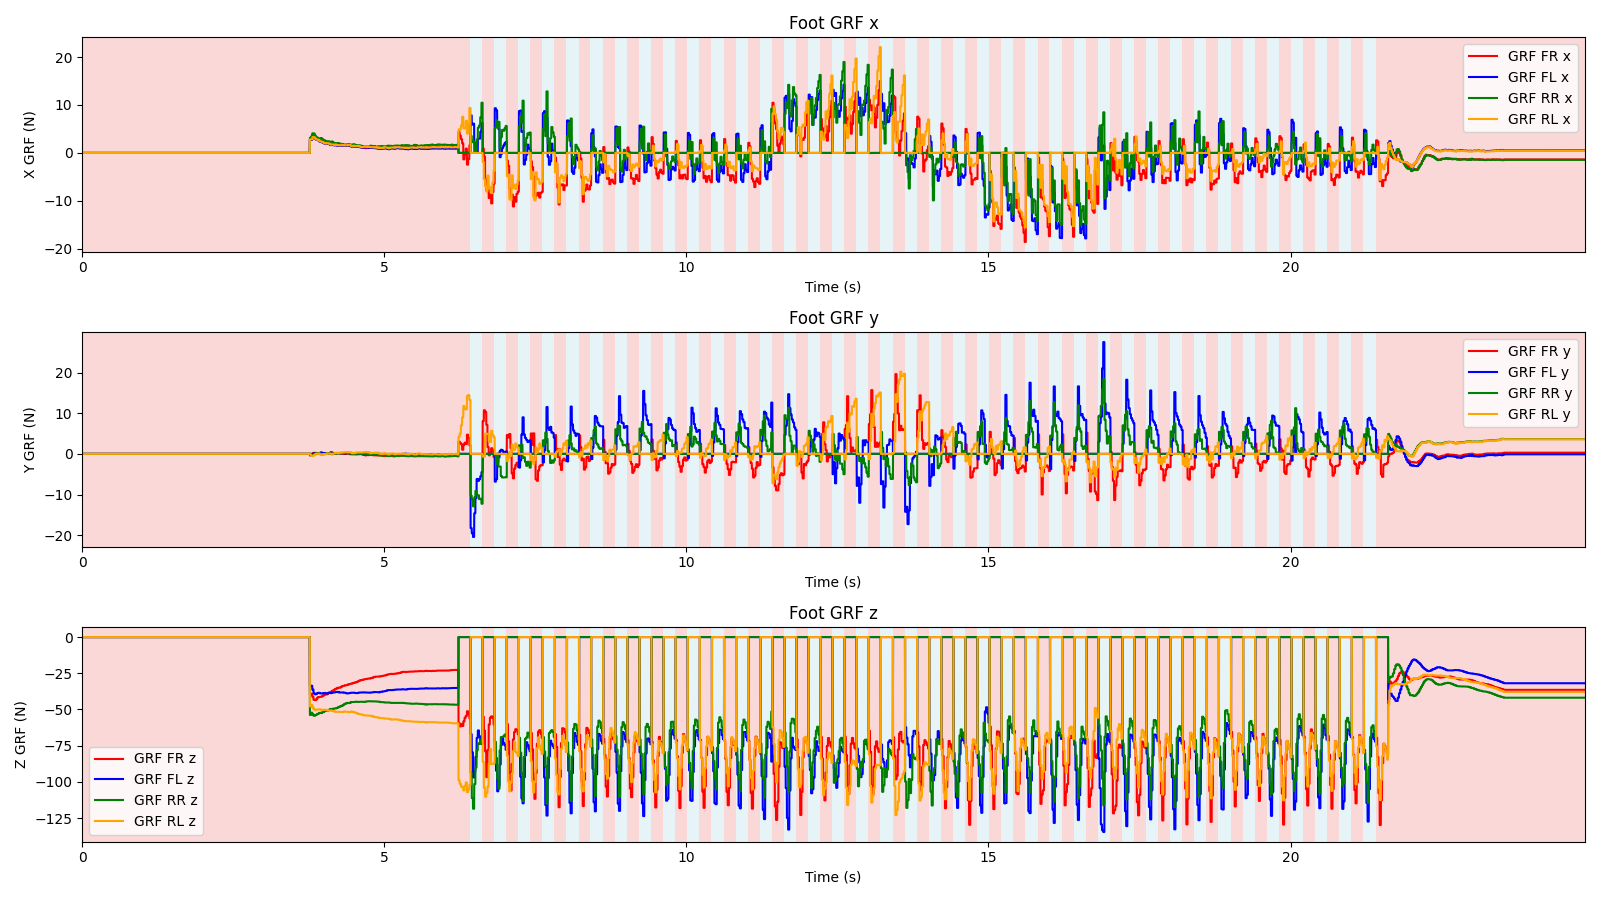 Foot GRF x
X GRF (N)
20
10
0
−10
−20
GRF FR x
GRF FL x
GRF RR x
GRF RL x
0 5 10 15 20
Time (s)
Foot GRF y
Y GRF (N)
20
10
0
−10
−20
GRF FR y
GRF FL y
GRF RR y
GRF RL y
0 5 10 15 20
Time (s)
Foot GRF z
Z GRF (N)
0
−25
−50
−75
−100
−125
GRF FR z
GRF FL z
GRF RR z
GRF RL z
0 5 10 15 20
Time (s)